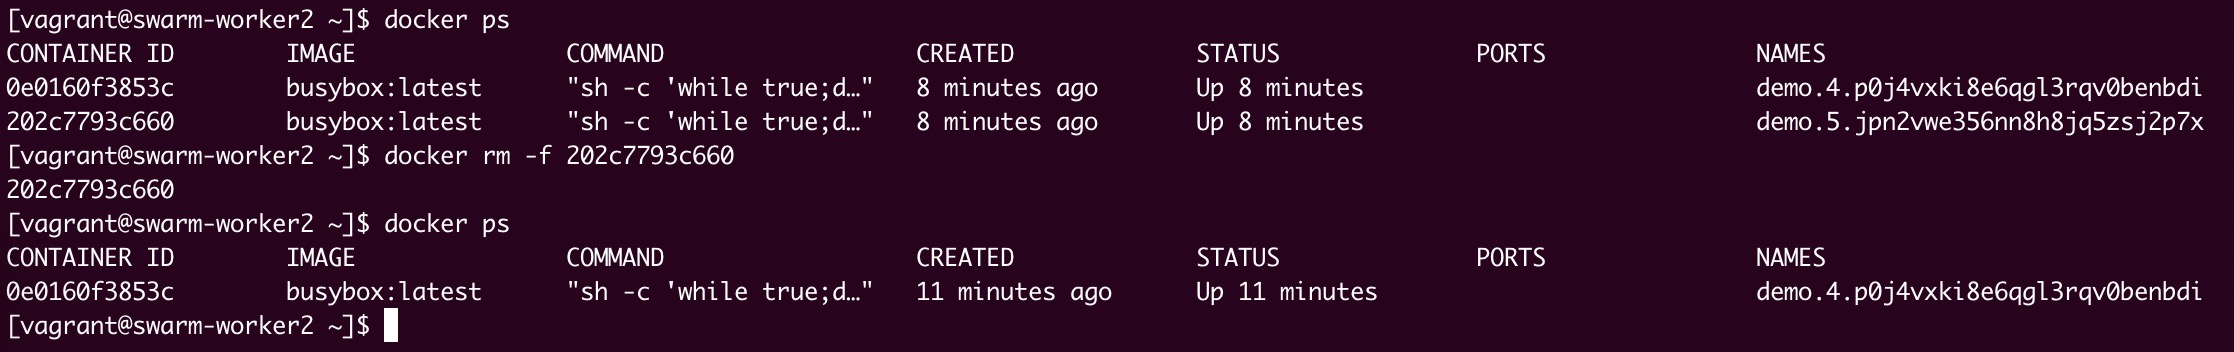 [vagrant@swarm-worker2 ~]$ docker ps
CONTAINER ID        IMAGE               COMMAND                  CREATED             STATUS              PORTS               NAMES
0e0160f3853c        busybox:latest      "sh -c 'while true;d…"   8 minutes ago       Up 8 minutes                            demo.4.p0j4vxki8e6qgl3rqv0benbdi
202c7793c660        busybox:latest      "sh -c 'while true;d…"   8 minutes ago       Up 8 minutes                            demo.5.jpn2vwe356nn8h8jq5zsj2p7x
[vagrant@swarm-worker2 ~]$ docker rm -f 202c7793c660
202c7793c660
[vagrant@swarm-worker2 ~]$ docker ps
CONTAINER ID        IMAGE               COMMAND                  CREATED             STATUS              PORTS               NAMES
0e0160f3853c        busybox:latest      "sh -c 'while true;d…"   11 minutes ago      Up 11 minutes                           demo.4.p0j4vxki8e6qgl3rqv0benbdi
[vagrant@swarm-worker2 ~]$